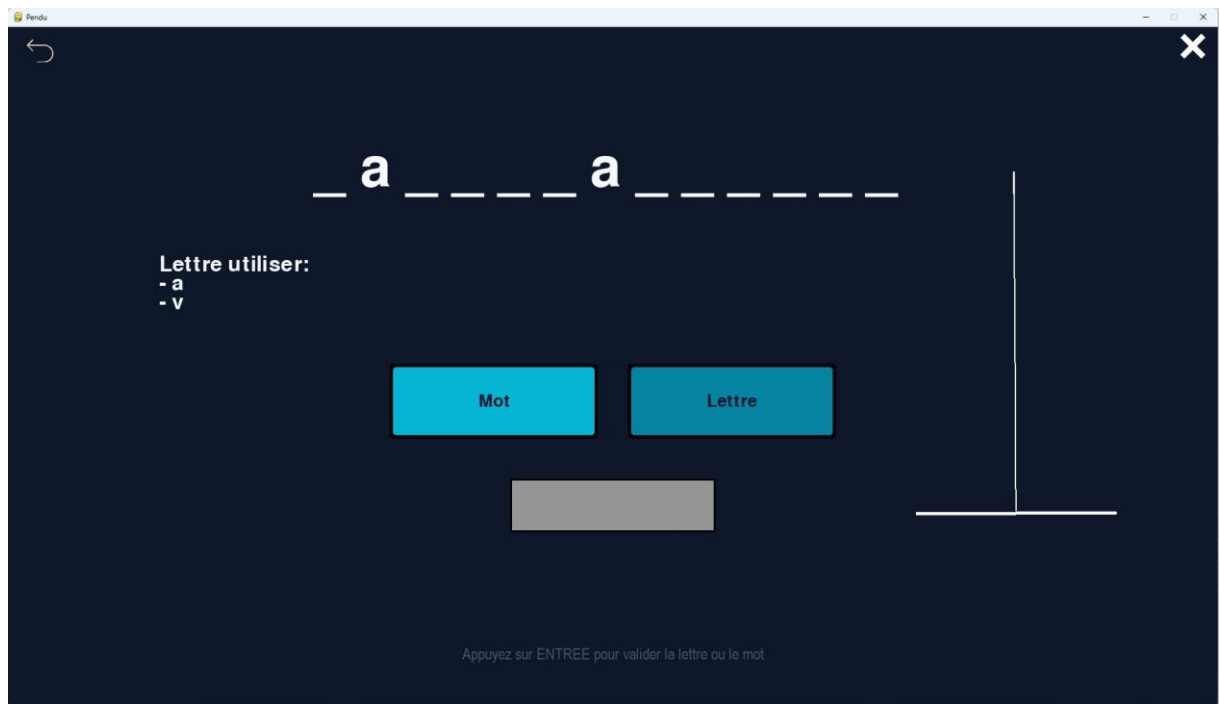 Pendu
_ a _ _ _ _ a _ _ _ _ _ _
Lettre utiliser:
- a
- v
Mot
Lettre
Appuyez sur ENTREE pour valider la lettre ou le mot